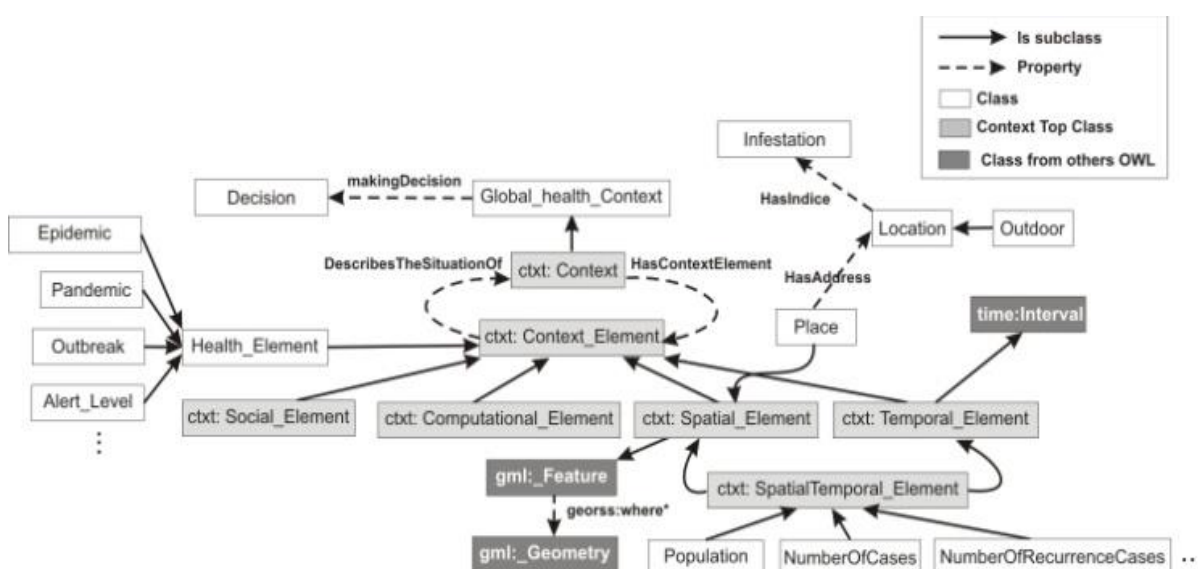 Is subclass
Property
Class
Context Top Class
Class from others OWL
Infestation
makingDecision
Decision
Global_health_Context
HasIndice
Epidemic
Location
Outdoor
DescribesTheSituationOf
ctxt: Context
HasContextElement
HasAddress
Pandemic
time:Interval
Place
ctxt: Context_Element
Outbreak
Health_Element
Alert_Level
ctxt: Social_Element
ctxt: Computational_Element
ctxt: Spatial_Element
ctxt: Temporal_Element
gml:_Feature
ctxt: SpatialTemporal_Element
georss:where*
gml:_Geometry
Population
NumberOfCases
NumberOfRecurrenceCases